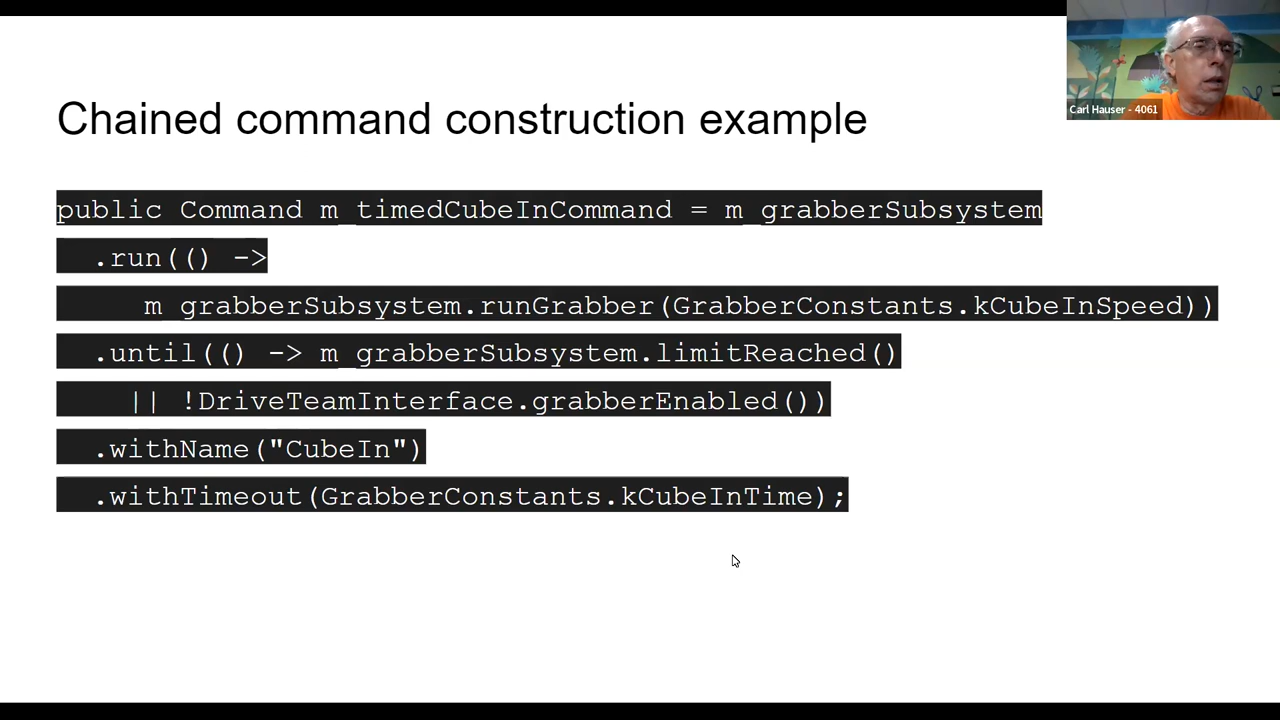 Carl Hauser - 4061
Chained command construction example
public Command m_timedCubeInCommand = m_grabberSubsystem
.run(() ->
m_grabberSubsystem.runGrabber(GrabberConstants.kCubeInSpeed))
.until(() -> m_grabberSubsystem.limitReached()
|| !DriveTeamInterface.grabberEnabled())
.withName("CubeIn")
.withTimeout(GrabberConstants.kCubeInTime);